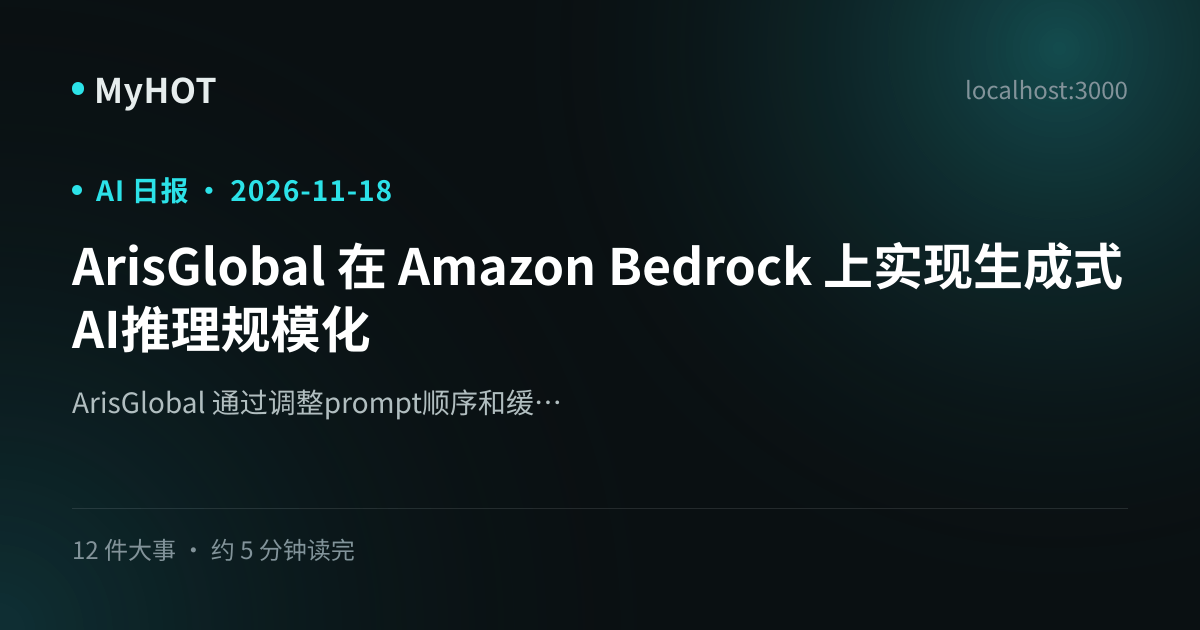 MyHOT
localhost:3000
AI 日报 · 2026-11-18
ArisGlobal 在 Amazon Bedrock 上实现生成式
AI推理规模化
ArisGlobal 通过调整prompt顺序和缓…
12 件大事 · 约 5 分钟读完